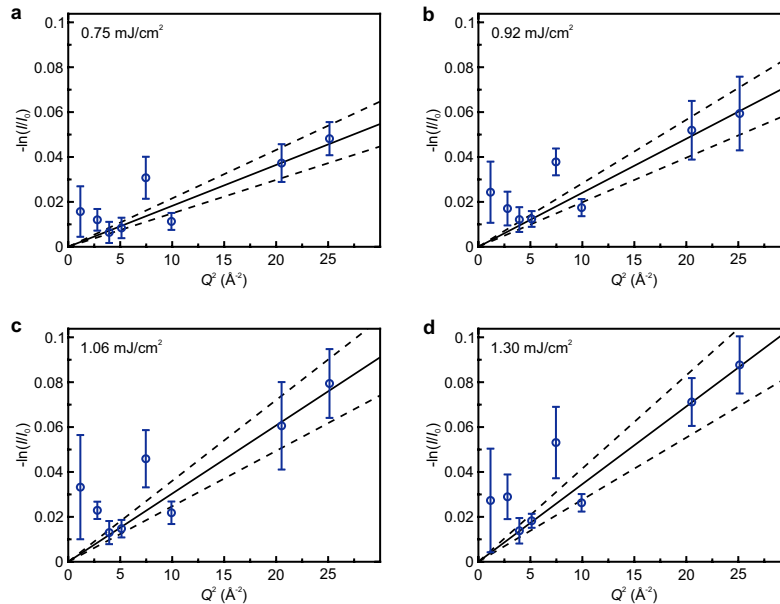 a
0.75 mJ/cm²
0.1
0.08
0.06
0.04
0.02
0
-ln(I/I₀)
0 5 10 15 20 25
Q² (Å⁻²)
b
0.92 mJ/cm²
0.1
0.08
0.06
0.04
0.02
0
-ln(I/I₀)
0 5 10 15 20 25
Q² (Å⁻²)
c
1.06 mJ/cm²
0.1
0.08
0.06
0.04
0.02
0
-ln(I/I₀)
0 5 10 15 20 25
Q² (Å⁻²)
d
1.30 mJ/cm²
0.1
0.08
0.06
0.04
0.02
0
-ln(I/I₀)
0 5 10 15 20 25
Q² (Å⁻²)